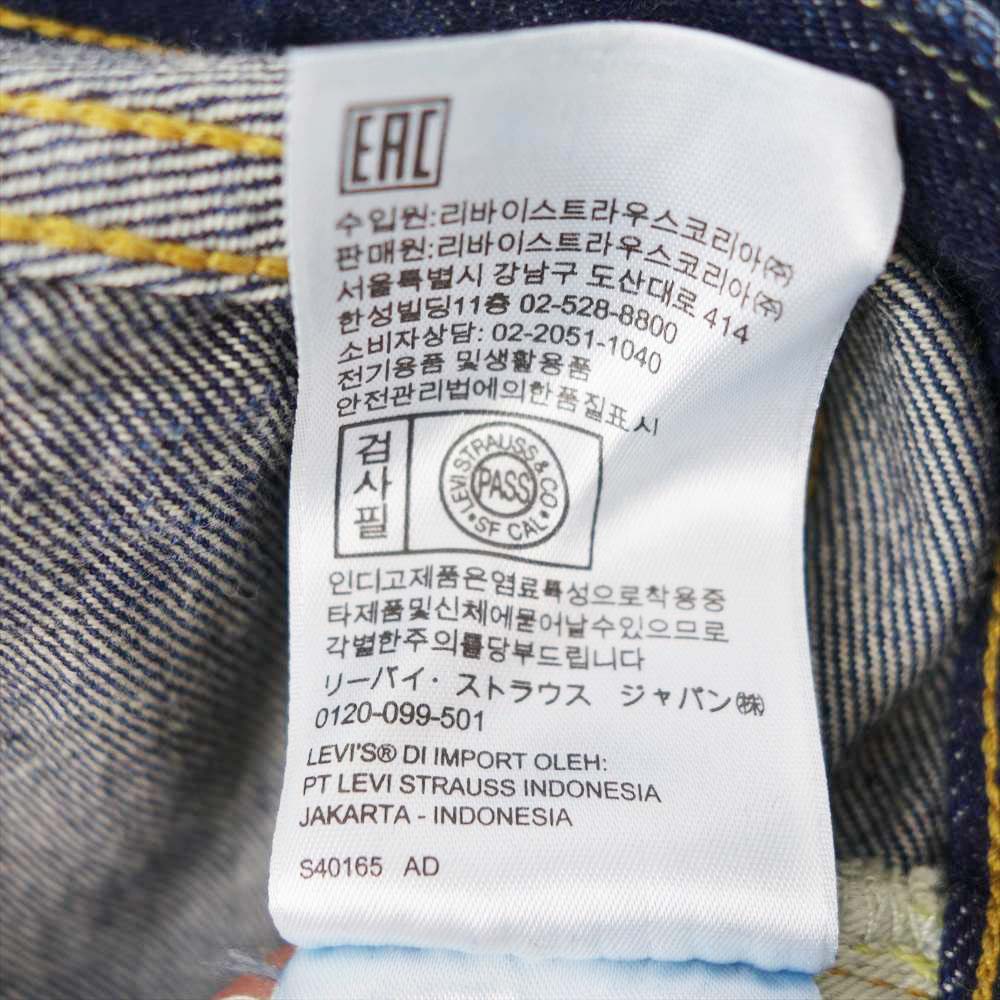 EAC
수입원:리바이스트라우스코리아㈜
판매원:리바이스트라우스코리아㈜
서울특별시 강남구 도산대로 414
한성빌딩11층 02-528-8800
소비자상담: 02-2051-1040
전기용품 및생활용품
안전관리법에의한품질표시
검사필
LEVI STRAUSS & CO
PASS
SF CAL
인디고제품은염료특성으로착용중
타제품및신체에묻어날수있으므로
각별한주의를당부드립니다
リーバイ・ストラウス ジャパン㈱
0120-099-501
LEVI'S® DI IMPORT OLEH:
PT LEVI STRAUSS INDONESIA
JAKARTA - INDONESIA
S40165 AD